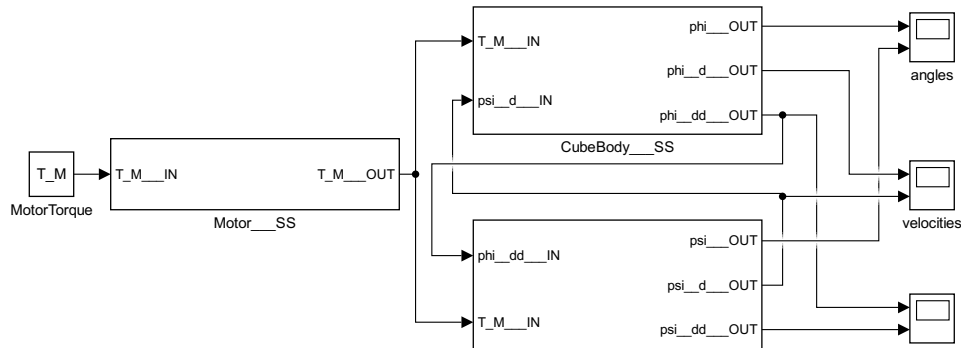 T_M
MotorTorque
T_M___IN
T_M___OUT
Motor___SS
T_M___IN
psi__d___IN
phi___OUT
phi__d___OUT
phi__dd___OUT
CubeBody___SS
phi__dd___IN
T_M___IN
psi___OUT
psi__d___OUT
psi__dd___OUT
angles
velocities